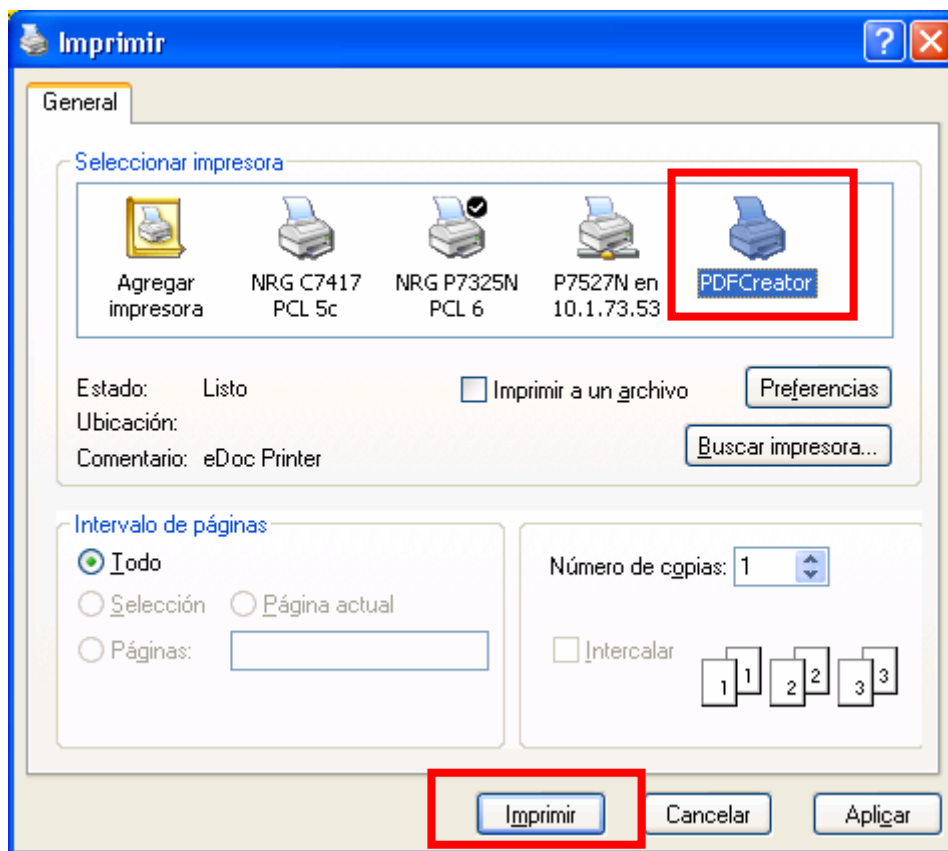 Imprimir
General
Seleccionar impresora
Agregar impresora
NRG C7417 PCL 5c
NRG P7325N PCL 6
P7527N en 10.1.73.53
PDFCreator
Estado: Listo
Imprimir a un archivo
Preferencias
Ubicación:
Buscar impresora...
Comentario: eDoc Printer
Intervalo de páginas
Todo
Selección
Página actual
Páginas:
Número de copias: 1
Intercalar
1 1 2 2 3 3
Imprimir
Cancelar
Aplicar